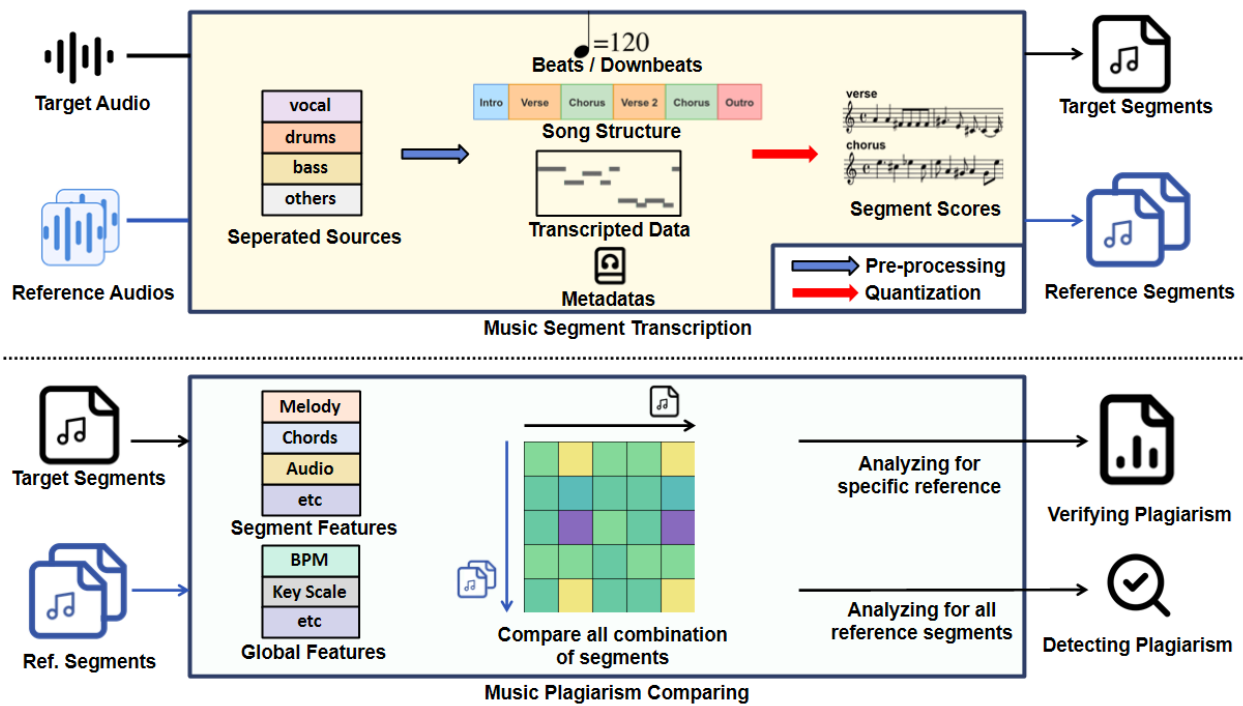 Target Audio
Reference Audios
vocal
drums
bass
others
Seperated Sources
=120
Beats / Downbeats
Intro Verse Chorus Verse 2 Chorus Outro
Song Structure
Transcripted Data
Metadatas
verse
chorus
Segment Scores
Pre-processing
Quantization
Target Segments
Reference Segments
Music Segment Transcription
Target Segments
Ref. Segments
Melody
Chords
Audio
etc
Segment Features
BPM
Key Scale
etc
Global Features
Compare all combination
of segments
Analyzing for
specific reference
Analyzing for all
reference segments
Verifying Plagiarism
Detecting Plagiarism
Music Plagiarism Comparing